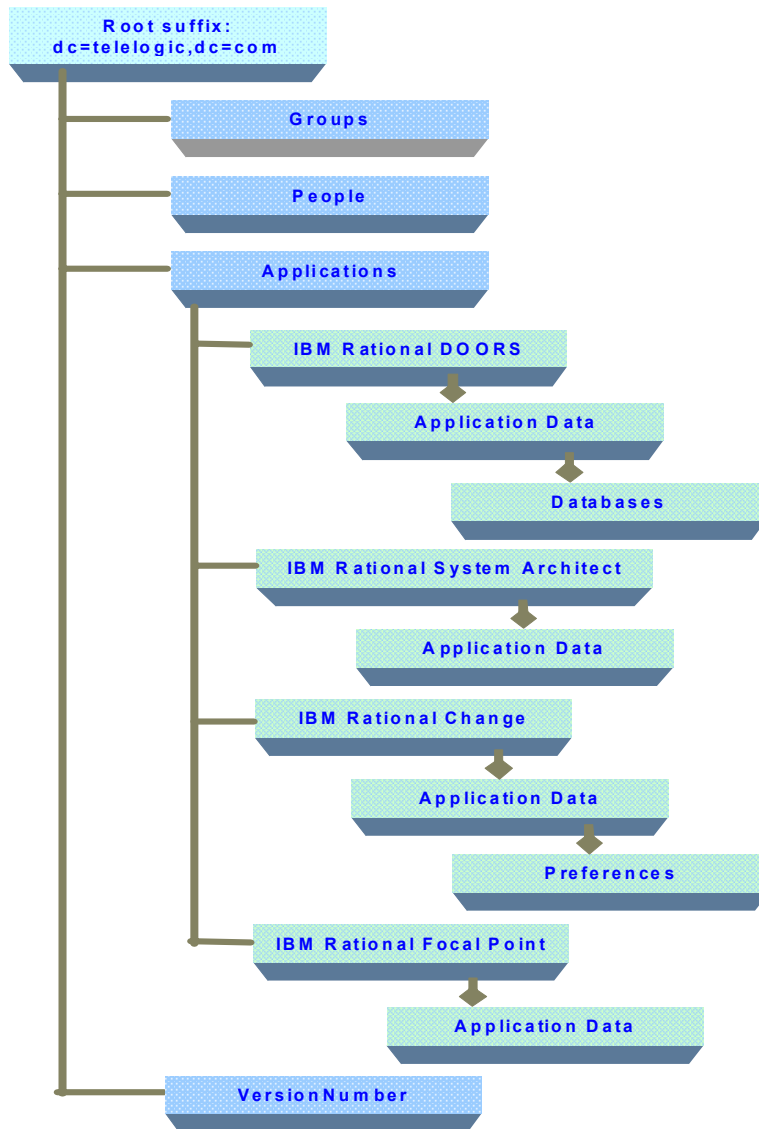 Root suffix:
dc=telelogic,dc=com
Groups
People
Applications
IBM Rational DOORS
Application Data
Databases
IBM Rational System Architect
Application Data
IBM Rational Change
Application Data
Preferences
IBM Rational Focal Point
Application Data
VersionNumber